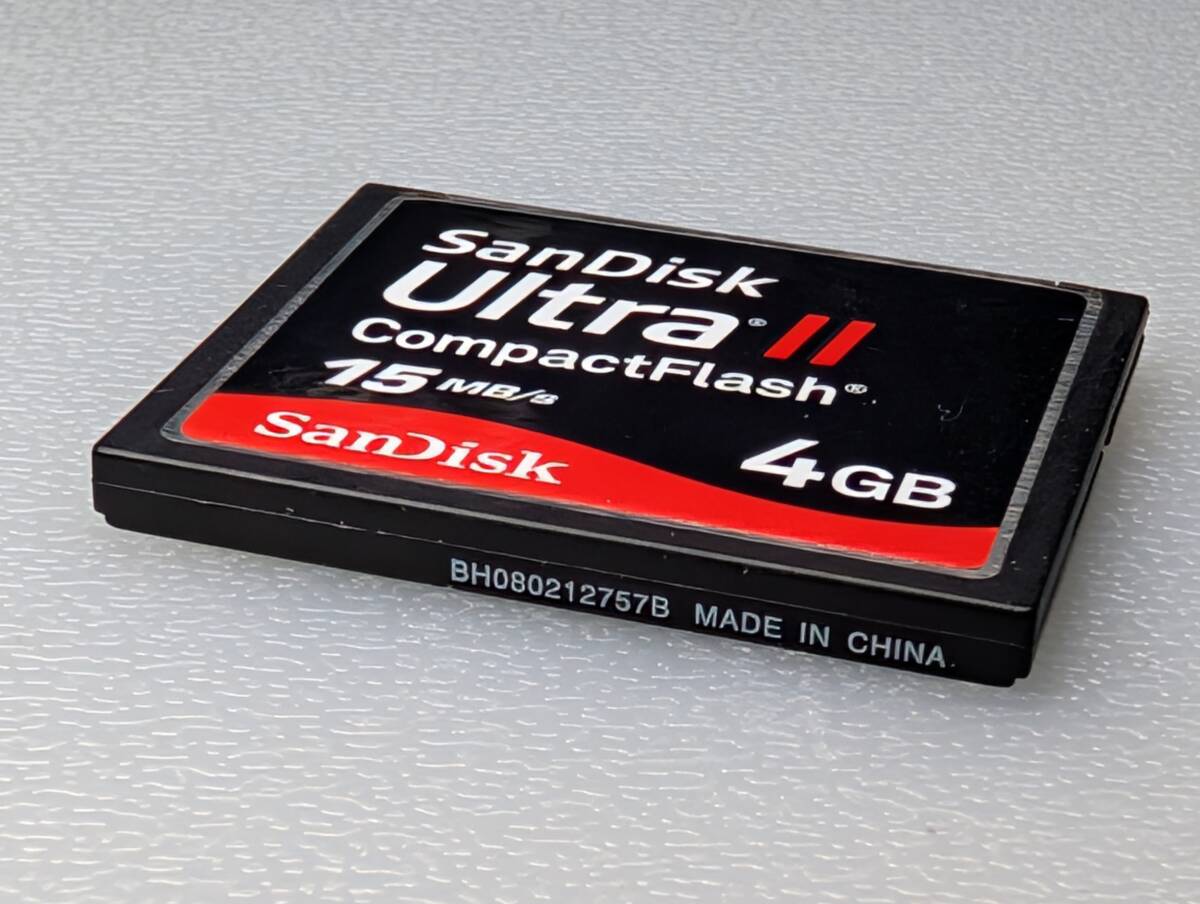 SanDisk
Ultra® II
CompactFlash®
15 MB/s
SanDisk
4GB
BH080212757B MADE IN CHINA